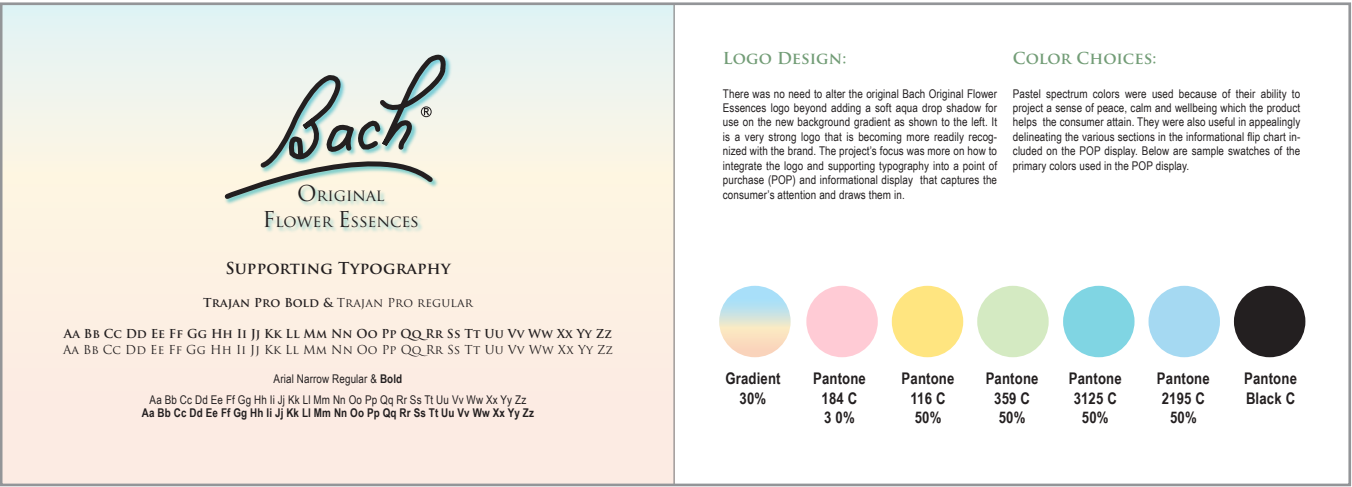 Bach®
Original
Flower Essences
Supporting Typography
Trajan Pro Bold & Trajan Pro regular
Aa Bb Cc Dd Ee Ff Gg Hh Ii Jj Kk Ll Mm Nn Oo Pp Qq Rr Ss Tt Uu Vv Ww Xx Yy Zz
Aa Bb Cc Dd Ee Ff Gg Hh Ii Jj Kk Ll Mm Nn Oo Pp Qq Rr Ss Tt Uu Vv Ww Xx Yy Zz
Arial Narrow Regular & Bold
Aa Bb Cc Dd Ee Ff Gg Hh Ii Jj Kk Ll Mm Nn Oo Pp Qq Rr Ss Tt Uu Vv Ww Xx Yy Zz
Aa Bb Cc Dd Ee Ff Gg Hh Ii Jj Kk Ll Mm Nn Oo Pp Qq Rr Ss Tt Uu Vv Ww Xx Yy Zz
Logo Design:
There was no need to alter the original Bach Original Flower
Essences logo beyond adding a soft aqua drop shadow for
use on the new background gradient as shown to the left. It
is a very strong logo that is becoming more readily recog-
nized with the brand. The project's focus was more on how to
integrate the logo and supporting typography into a point of
purchase (POP) and informational display that captures the
consumer's attention and draws them in.
Color Choices:
Pastel spectrum colors were used because of their ability to
project a sense of peace, calm and wellbeing which the product
helps the consumer attain. They were also useful in appealingly
delineating the various sections in the informational flip chart in-
cluded on the POP display. Below are sample swatches of the
primary colors used in the POP display.
Gradient
30%
Pantone
184 C
3 0%
Pantone
116 C
50%
Pantone
359 C
50%
Pantone
3125 C
50%
Pantone
2195 C
50%
Pantone
Black C